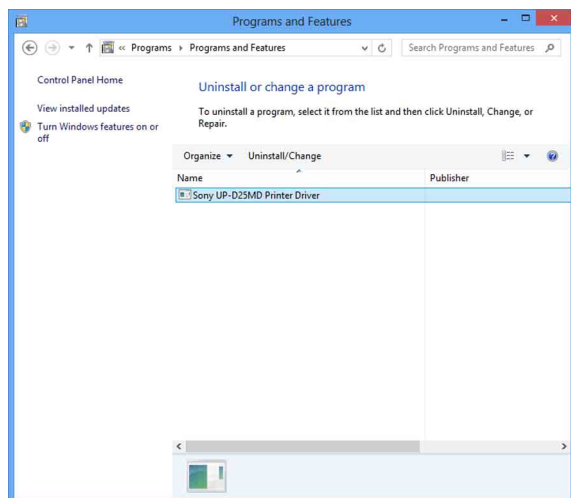 Programs and Features
« Programs › Programs and Features
Search Programs and Features
Control Panel Home
View installed updates
Turn Windows features on or
off
Uninstall or change a program
To uninstall a program, select it from the list and then click Uninstall, Change, or
Repair.
Organize Uninstall/Change
Name Publisher
Sony UP-D25MD Printer Driver